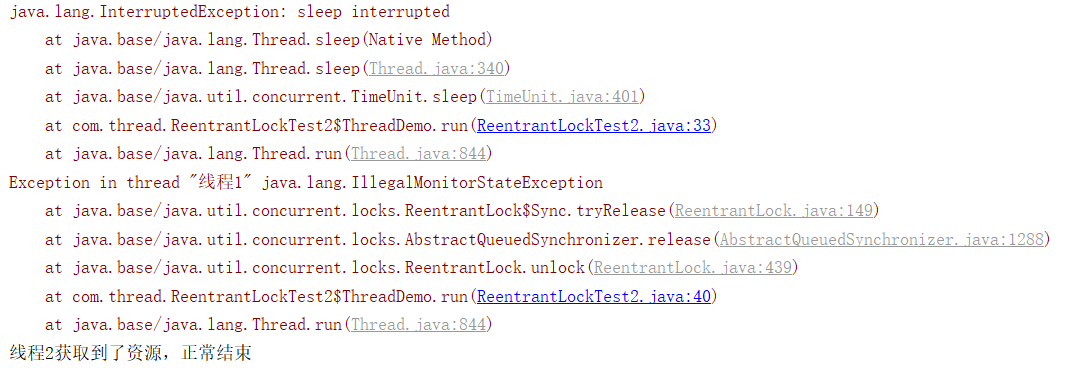 java.lang.InterruptedException: sleep interrupted
    at java.base/java.lang.Thread.sleep(Native Method)
    at java.base/java.lang.Thread.sleep(Thread.java:340)
    at java.base/java.util.concurrent.TimeUnit.sleep(TimeUnit.java:401)
    at com.thread.ReentrantLockTest2$ThreadDemo.run(ReentrantLockTest2.java:33)
    at java.base/java.lang.Thread.run(Thread.java:844)
Exception in thread "线程1" java.lang.IllegalMonitorStateException
    at java.base/java.util.concurrent.locks.ReentrantLock$Sync.tryRelease(ReentrantLock.java:149)
    at java.base/java.util.concurrent.locks.AbstractQueuedSynchronizer.release(AbstractQueuedSynchronizer.java:1288)
    at java.base/java.util.concurrent.locks.ReentrantLock.unlock(ReentrantLock.java:439)
    at com.thread.ReentrantLockTest2$ThreadDemo.run(ReentrantLockTest2.java:40)
    at java.base/java.lang.Thread.run(Thread.java:844)
线程2获取到了资源，正常结束